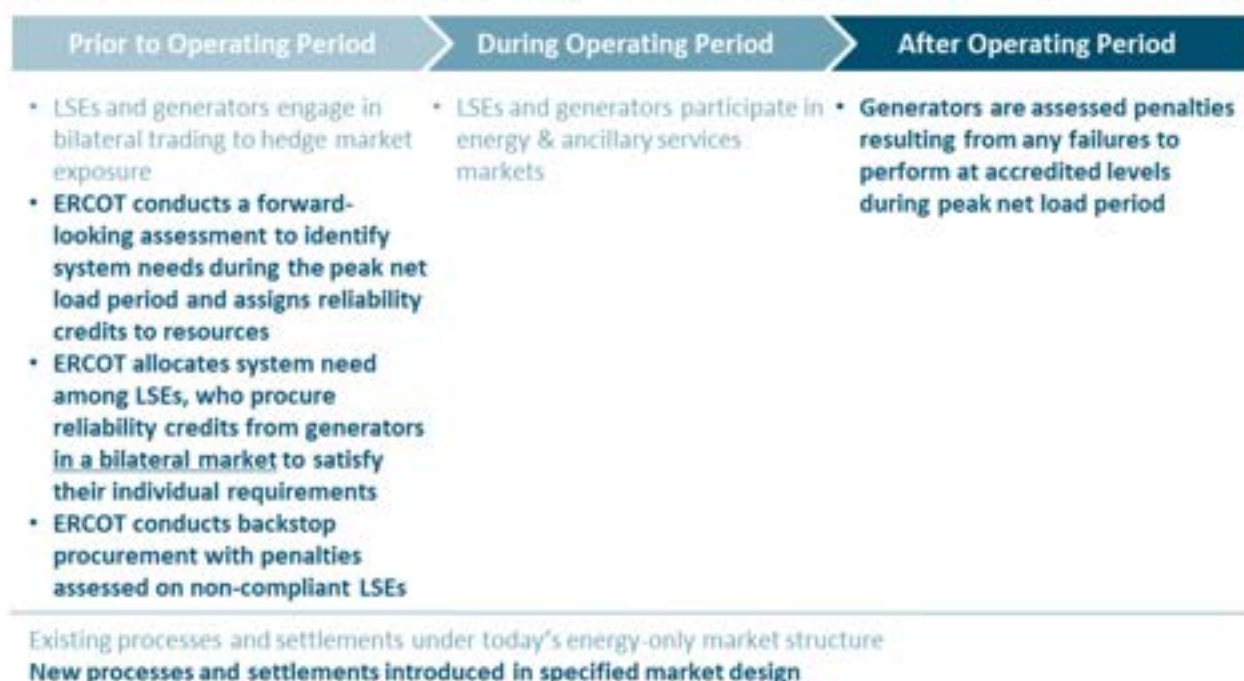 Prior to Operating Period
During Operating Period
After Operating Period
• LSEs and generators engage in
bilateral trading to hedge market
exposure
• ERCOT conducts a forward-
looking assessment to identify
system needs during the peak net
load period and assigns reliability
credits to resources
• ERCOT allocates system need
among LSEs, who procure
reliability credits from generators
in a bilateral market to satisfy
their individual requirements
• ERCOT conducts backstop
procurement with penalties
assessed on non-compliant LSEs
• LSEs and generators participate in
energy & ancillary services
markets
• Generators are assessed penalties
resulting from any failures to
perform at accredited levels
during peak net load period
Existing processes and settlements under today's energy-only market structure
New processes and settlements introduced in specified market design